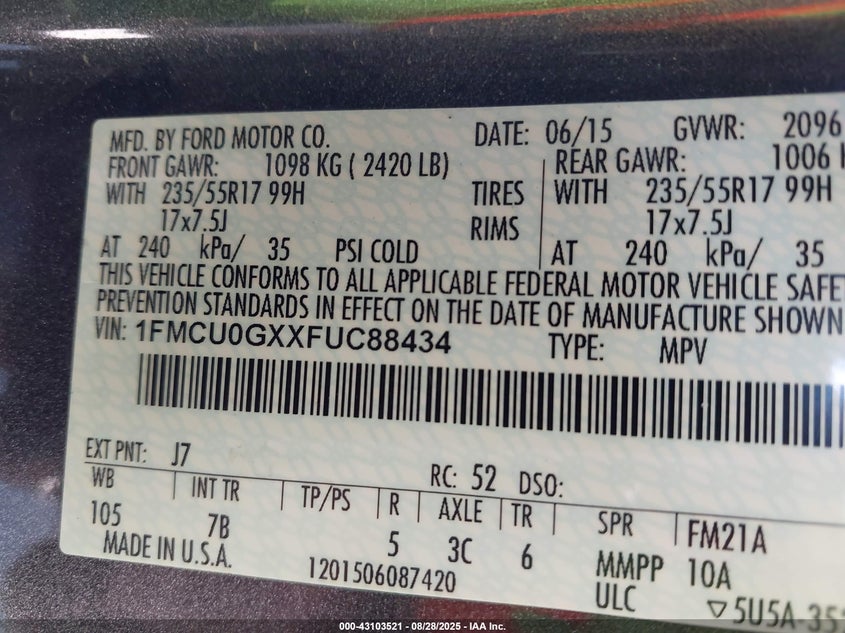 MFD. BY FORD MOTOR CO. DATE: 06/15 GVWR: 2096
FRONT GAWR: 1098 KG ( 2420 LB) REAR GAWR: 1006 K
WITH 235/55R17 99H TIRES WITH 235/55R17 99H
17x7.5J RIMS 17x7.5J
AT 240 kPa/ 35 PSI COLD AT 240 kPa/ 35
THIS VEHICLE CONFORMS TO ALL APPLICABLE FEDERAL MOTOR VEHICLE SAFE
PREVENTION STANDARDS IN EFFECT ON THE DATE OF MANUFACTURE SHOWN
VIN: 1FMCU0GXXFUC88434 TYPE: MPV
EXT PNT: J7 RC: 52 DSO:
WB INT TR TP/PS R AXLE TR SPR FM21A
105 7B 5 3C 6 MMPP 10A
MADE IN U.S.A. 1201506087420 ULC ▽5U5A-35
000-43103521 - 08/28/2025 - IAA Inc.